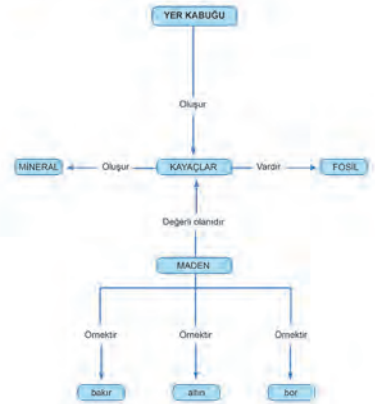 YER KABUĞU
Oluşur
MİNERAL
Oluşur
KAYAÇLAR
Vardır
FOSİL
Değerli olanıdır
MADEN
Örnektir
Örnektir
Örnektir
bakır
altın
bor